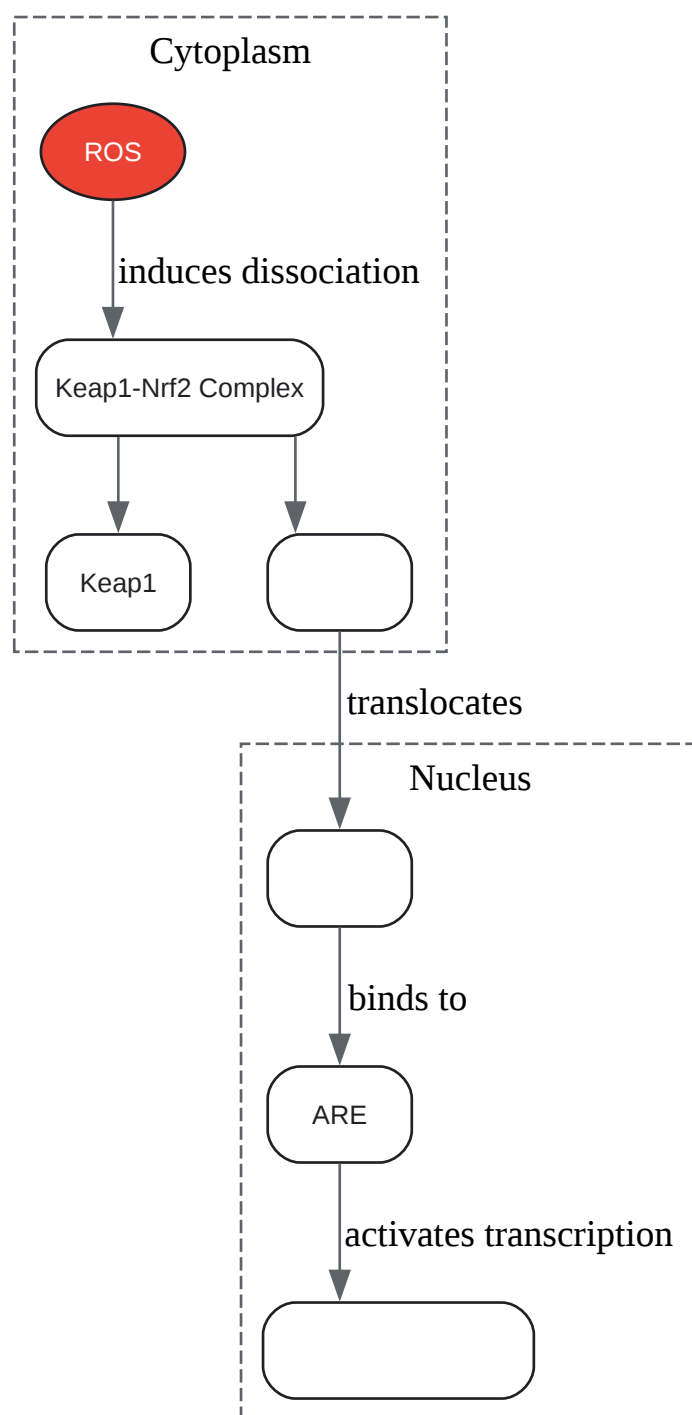 Cytoplasm
ROS
induces dissociation
Keap1-Nrf2 Complex
Keap1
translocates
Nucleus
binds to
ARE
activates transcription